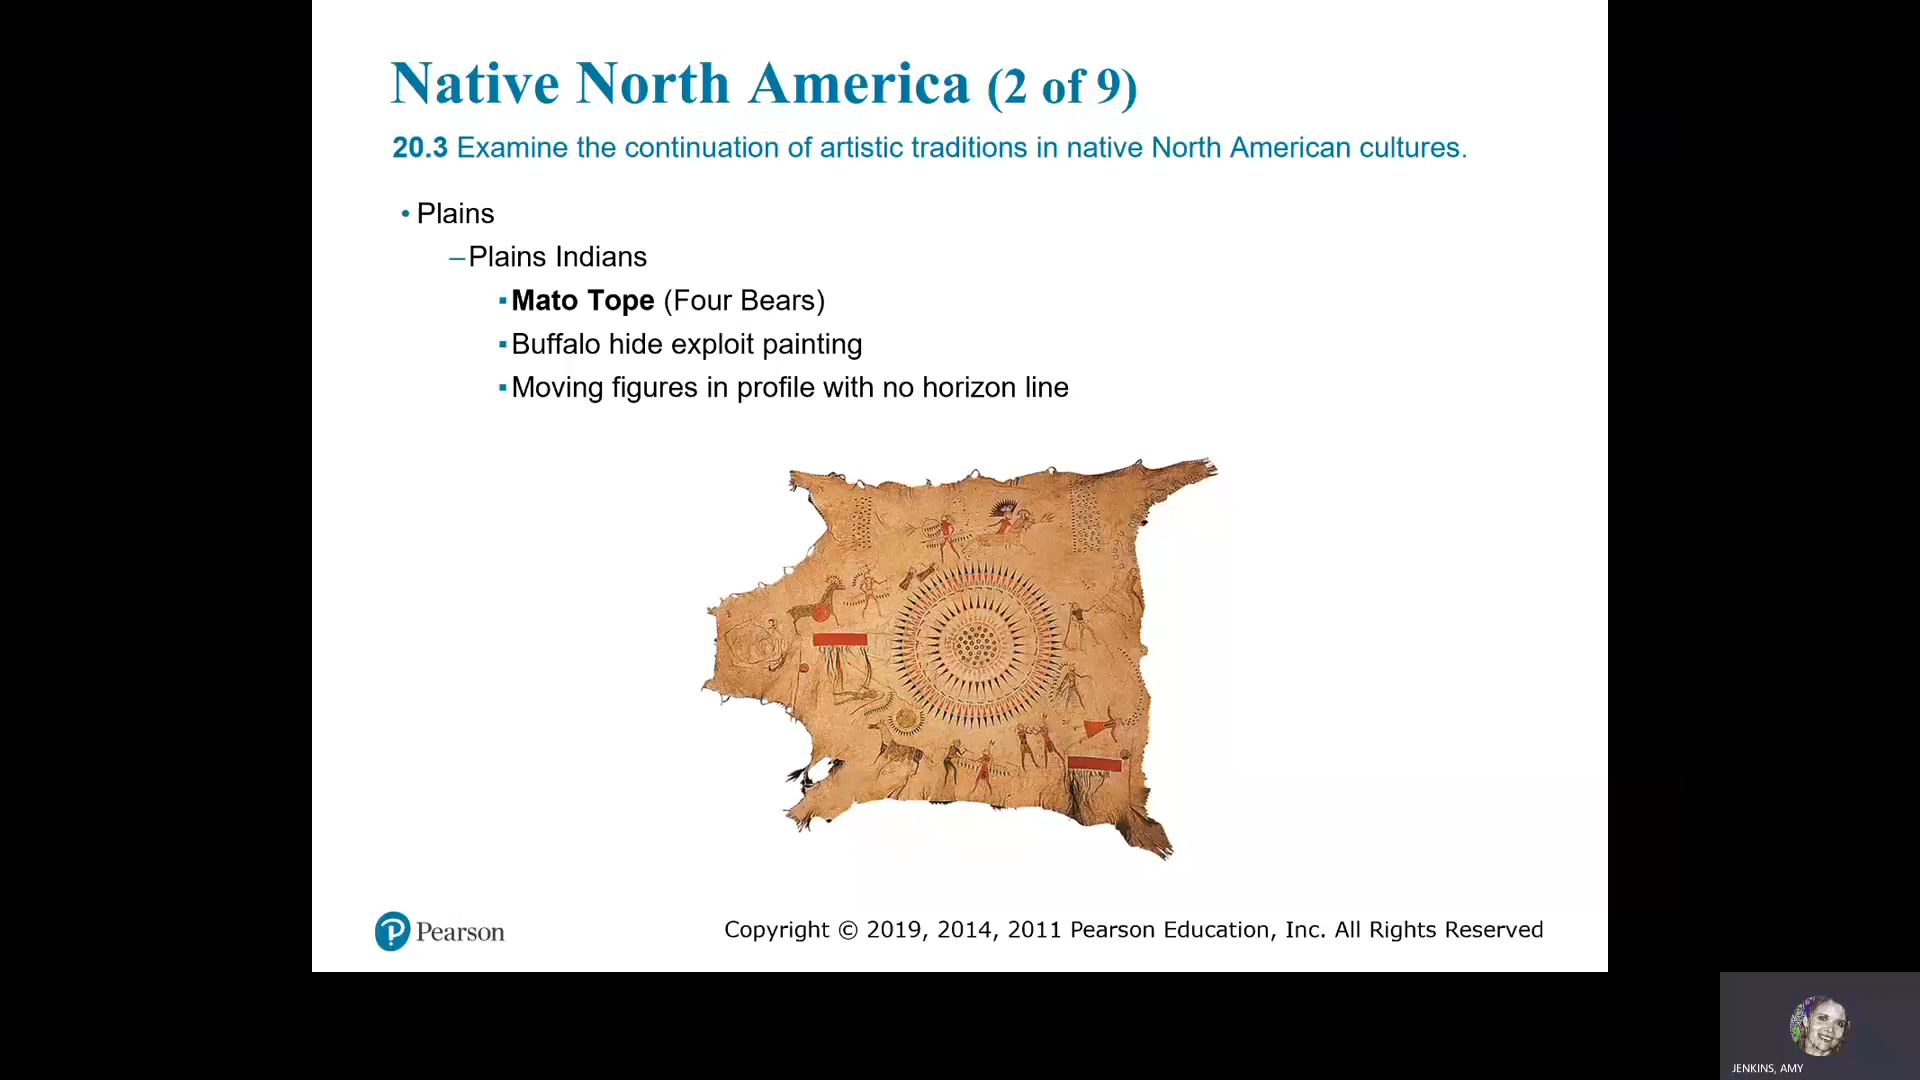 Native North America (2 of 9)
20.3 Examine the continuation of artistic traditions in native North American cultures.
• Plains
–Plains Indians
▪Mato Tope (Four Bears)
▪Buffalo hide exploit painting
▪Moving figures in profile with no horizon line
Pearson
Copyright © 2019, 2014, 2011 Pearson Education, Inc. All Rights Reserved
JENKINS, AMY